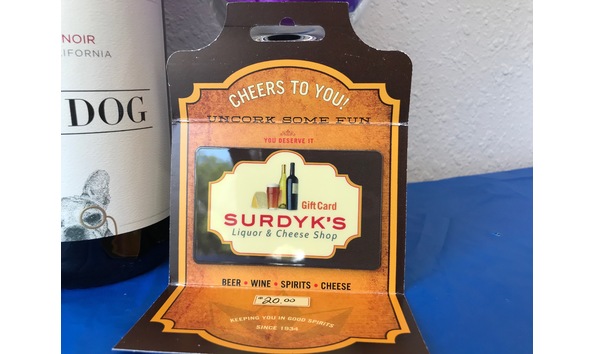 NOIR
CALIFORNIA
DOG
CHEERS TO YOU!
UNCORK SOME FUN
YOU DESERVE IT
Gift Card
SURDYK'S
Liquor & Cheese Shop
BEER • WINE • SPIRITS • CHEESE
$20.00
KEEPING YOU IN GOOD SPIRITS
SINCE 1934